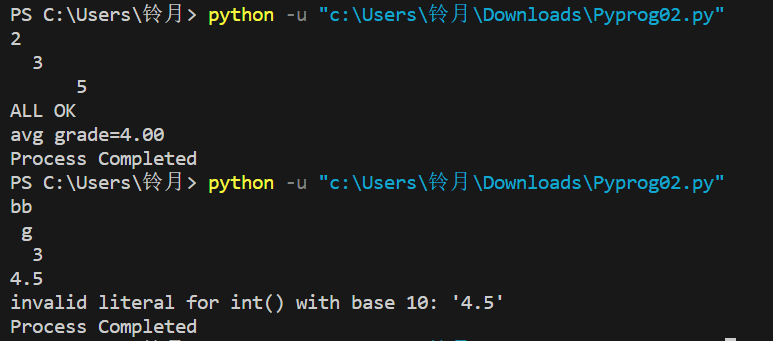 PS C:\Users\铃月> python -u "c:\Users\铃月\Downloads\Pyprog02.py"
2
  3
      5
ALL OK
avg grade=4.00
Process Completed
PS C:\Users\铃月> python -u "c:\Users\铃月\Downloads\Pyprog02.py"
bb
 g
  3
4.5
invalid literal for int() with base 10: '4.5'
Process Completed